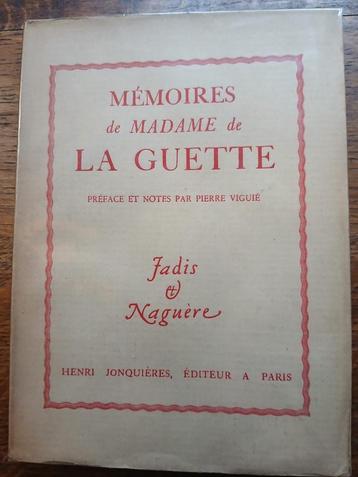 MÉMOIRES
de MADAME de
LA GUETTE
PRÉFACE ET NOTES PAR PIERRE VIGUIÉ
Jadis
&
Naguère
HENRI JONQUIÈRES, ÉDITEUR A PARIS